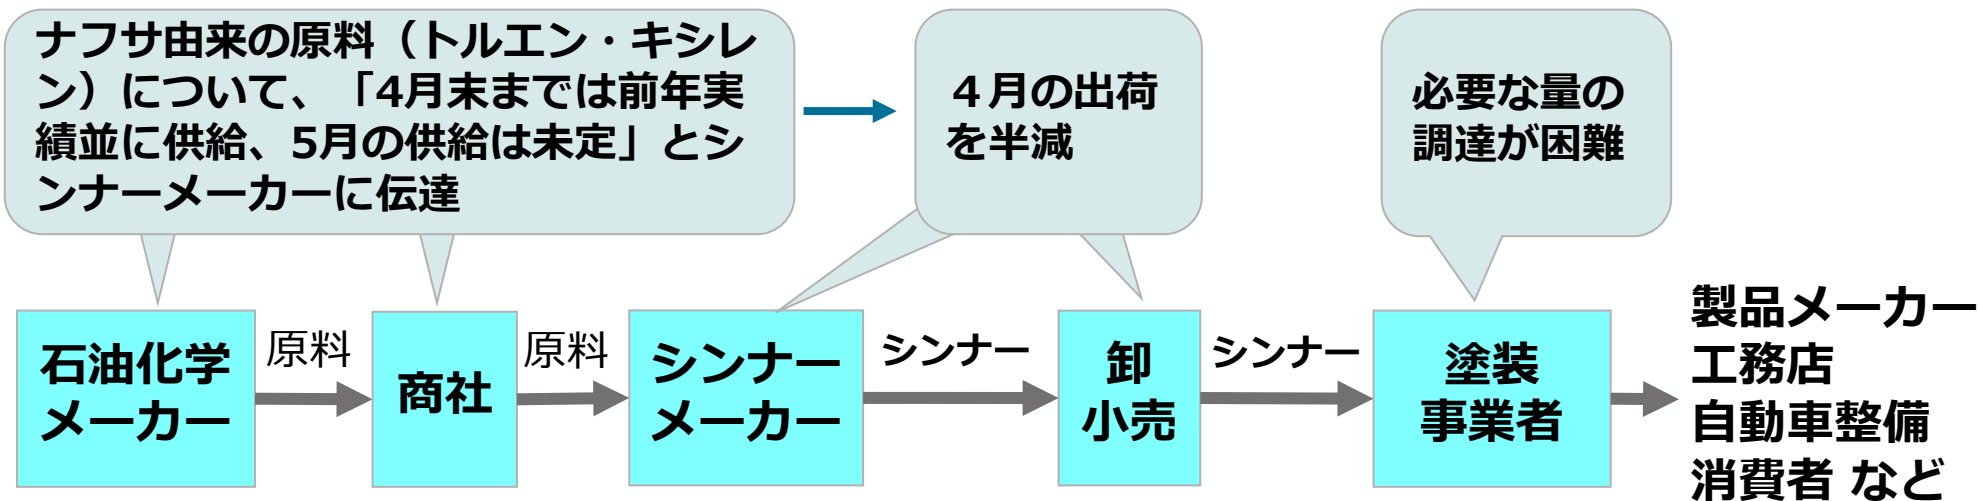 ナフサ由来の原料（トルエン・キシレ
ン）について、「4月末までは前年実
績並に供給、5月の供給は未定」とシ
ンナーメーカーに伝達
４月の出荷
を半減
必要な量の
調達が困難
石油化学
メーカー
原料
商社
原料
シンナー
メーカー
シンナー
卸
小売
シンナー
塗装
事業者
製品メーカー
工務店
自動車整備
消費者 など